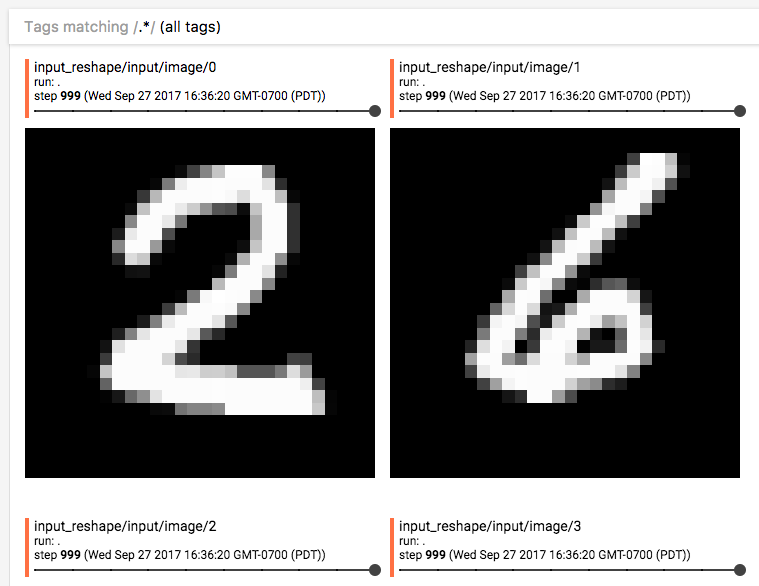 Tags matching /.*/ (all tags)
input_reshape/input/image/0
run: .
step 999 (Wed Sep 27 2017 16:36:20 GMT-0700 (PDT))
input_reshape/input/image/1
run: .
step 999 (Wed Sep 27 2017 16:36:20 GMT-0700 (PDT))
2
6
input_reshape/input/image/2
run: .
step 999 (Wed Sep 27 2017 16:36:20 GMT-0700 (PDT))
input_reshape/input/image/3
run: .
step 999 (Wed Sep 27 2017 16:36:20 GMT-0700 (PDT))